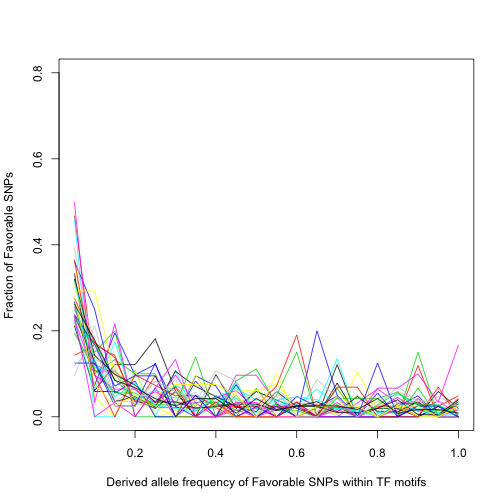 0.8
0.6
0.4
0.2
0.0
Fraction of Favorable SNPs
0.2 0.4 0.6 0.8 1.0
Derived allele frequency of Favorable SNPs within TF motifs